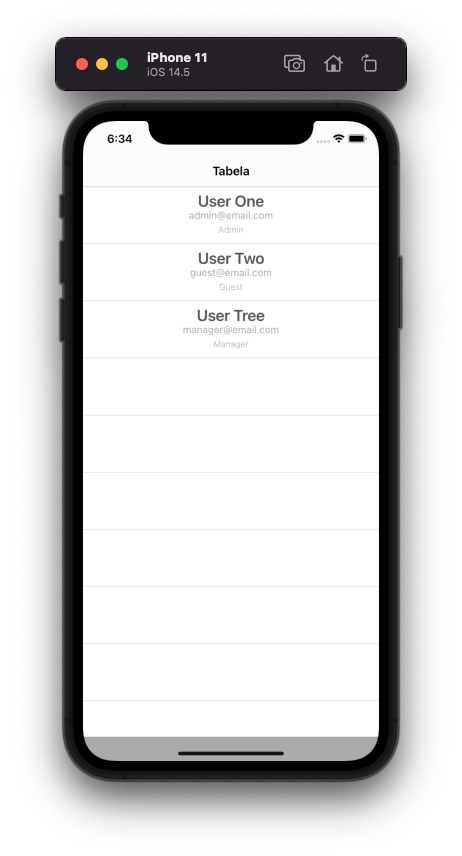 iPhone 11
iOS 14.5
6:34
Tabela
User One
admin@email.com
Admin
User Two
guest@email.com
Guest
User Tree
manager@email.com
Manager